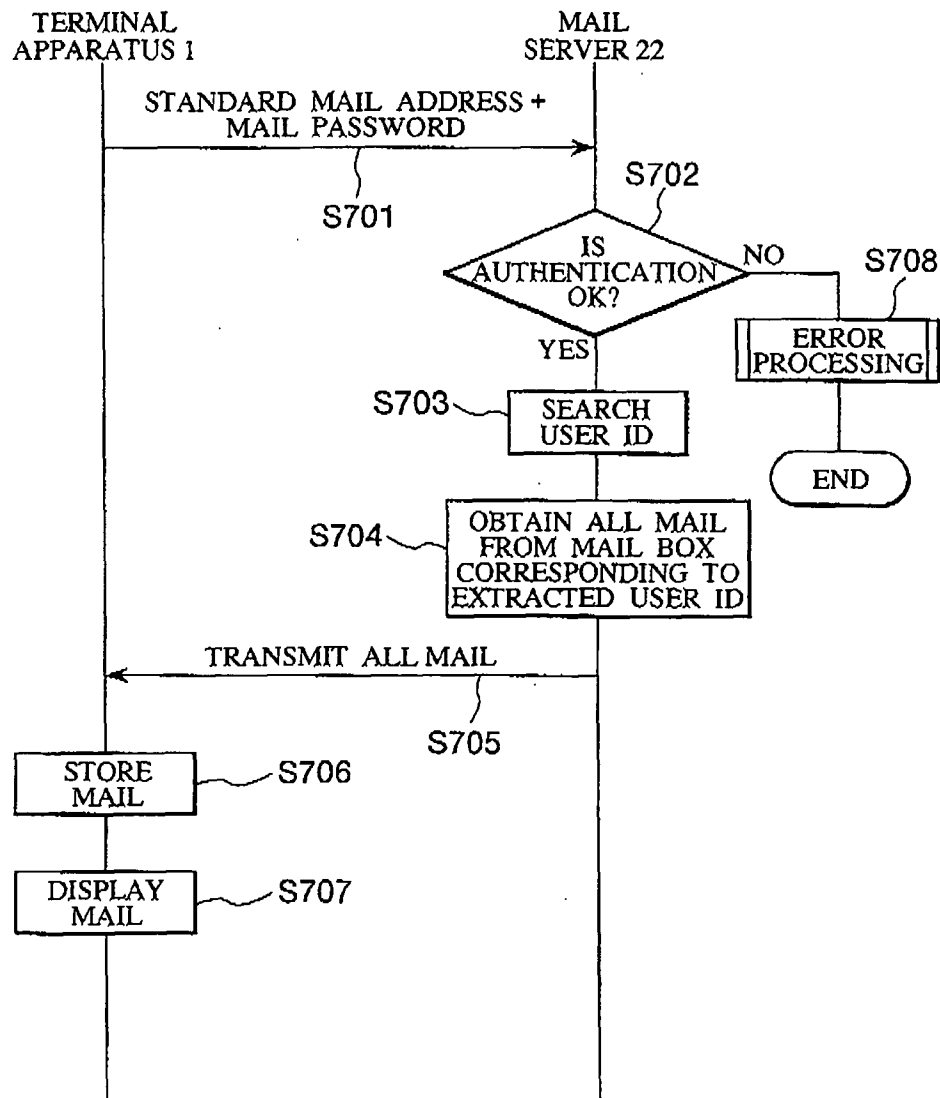 TERMINAL
APPARATUS 1
MAIL
SERVER 22
STANDARD MAIL ADDRESS +
MAIL PASSWORD
S701
S702
IS
AUTHENTICATION
OK?
NO
S708
ERROR
PROCESSING
YES
S703
SEARCH
USER ID
END
S704
OBTAIN ALL MAIL
FROM MAIL BOX
CORRESPONDING TO
EXTRACTED USER ID
TRANSMIT ALL MAIL
S705
STORE
MAIL
S706
DISPLAY
MAIL
S707